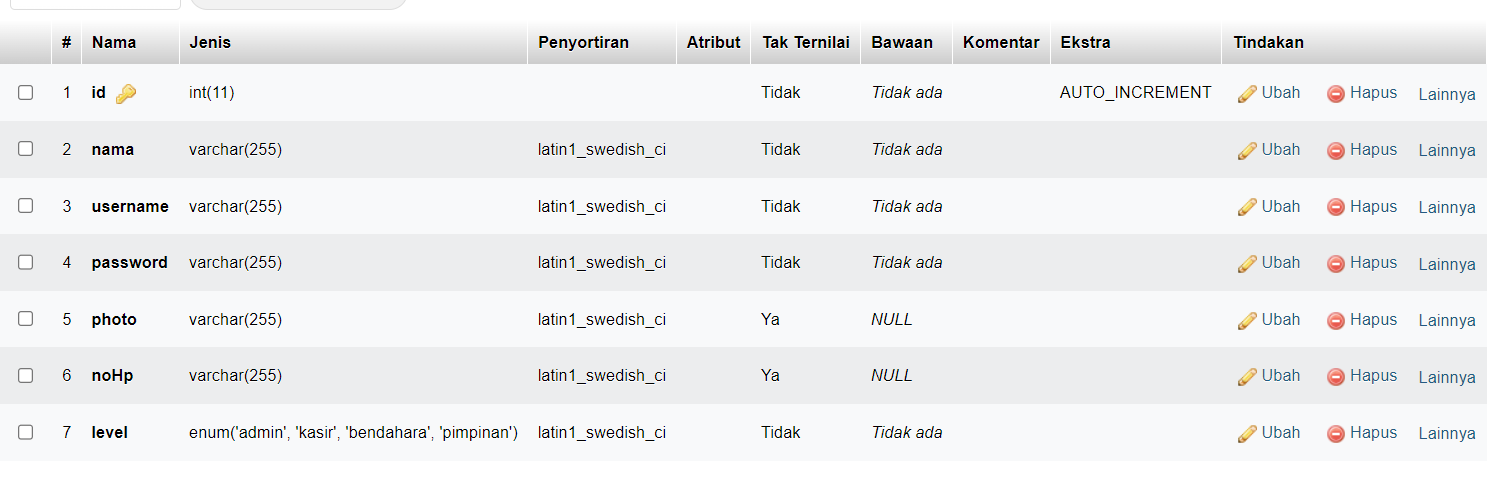 # Nama Jenis Penyortiran Atribut Tak Ternilai Bawaan Komentar Ekstra Tindakan
1 id int(11) Tidak Tidak ada AUTO_INCREMENT Ubah Hapus Lainnya
2 nama varchar(255) latin1_swedish_ci Tidak Tidak ada Ubah Hapus Lainnya
3 username varchar(255) latin1_swedish_ci Tidak Tidak ada Ubah Hapus Lainnya
4 password varchar(255) latin1_swedish_ci Tidak Tidak ada Ubah Hapus Lainnya
5 photo varchar(255) latin1_swedish_ci Ya NULL Ubah Hapus Lainnya
6 noHp varchar(255) latin1_swedish_ci Ya NULL Ubah Hapus Lainnya
7 level enum('admin', 'kasir', 'bendahara', 'pimpinan') latin1_swedish_ci Tidak Tidak ada Ubah Hapus Lainnya